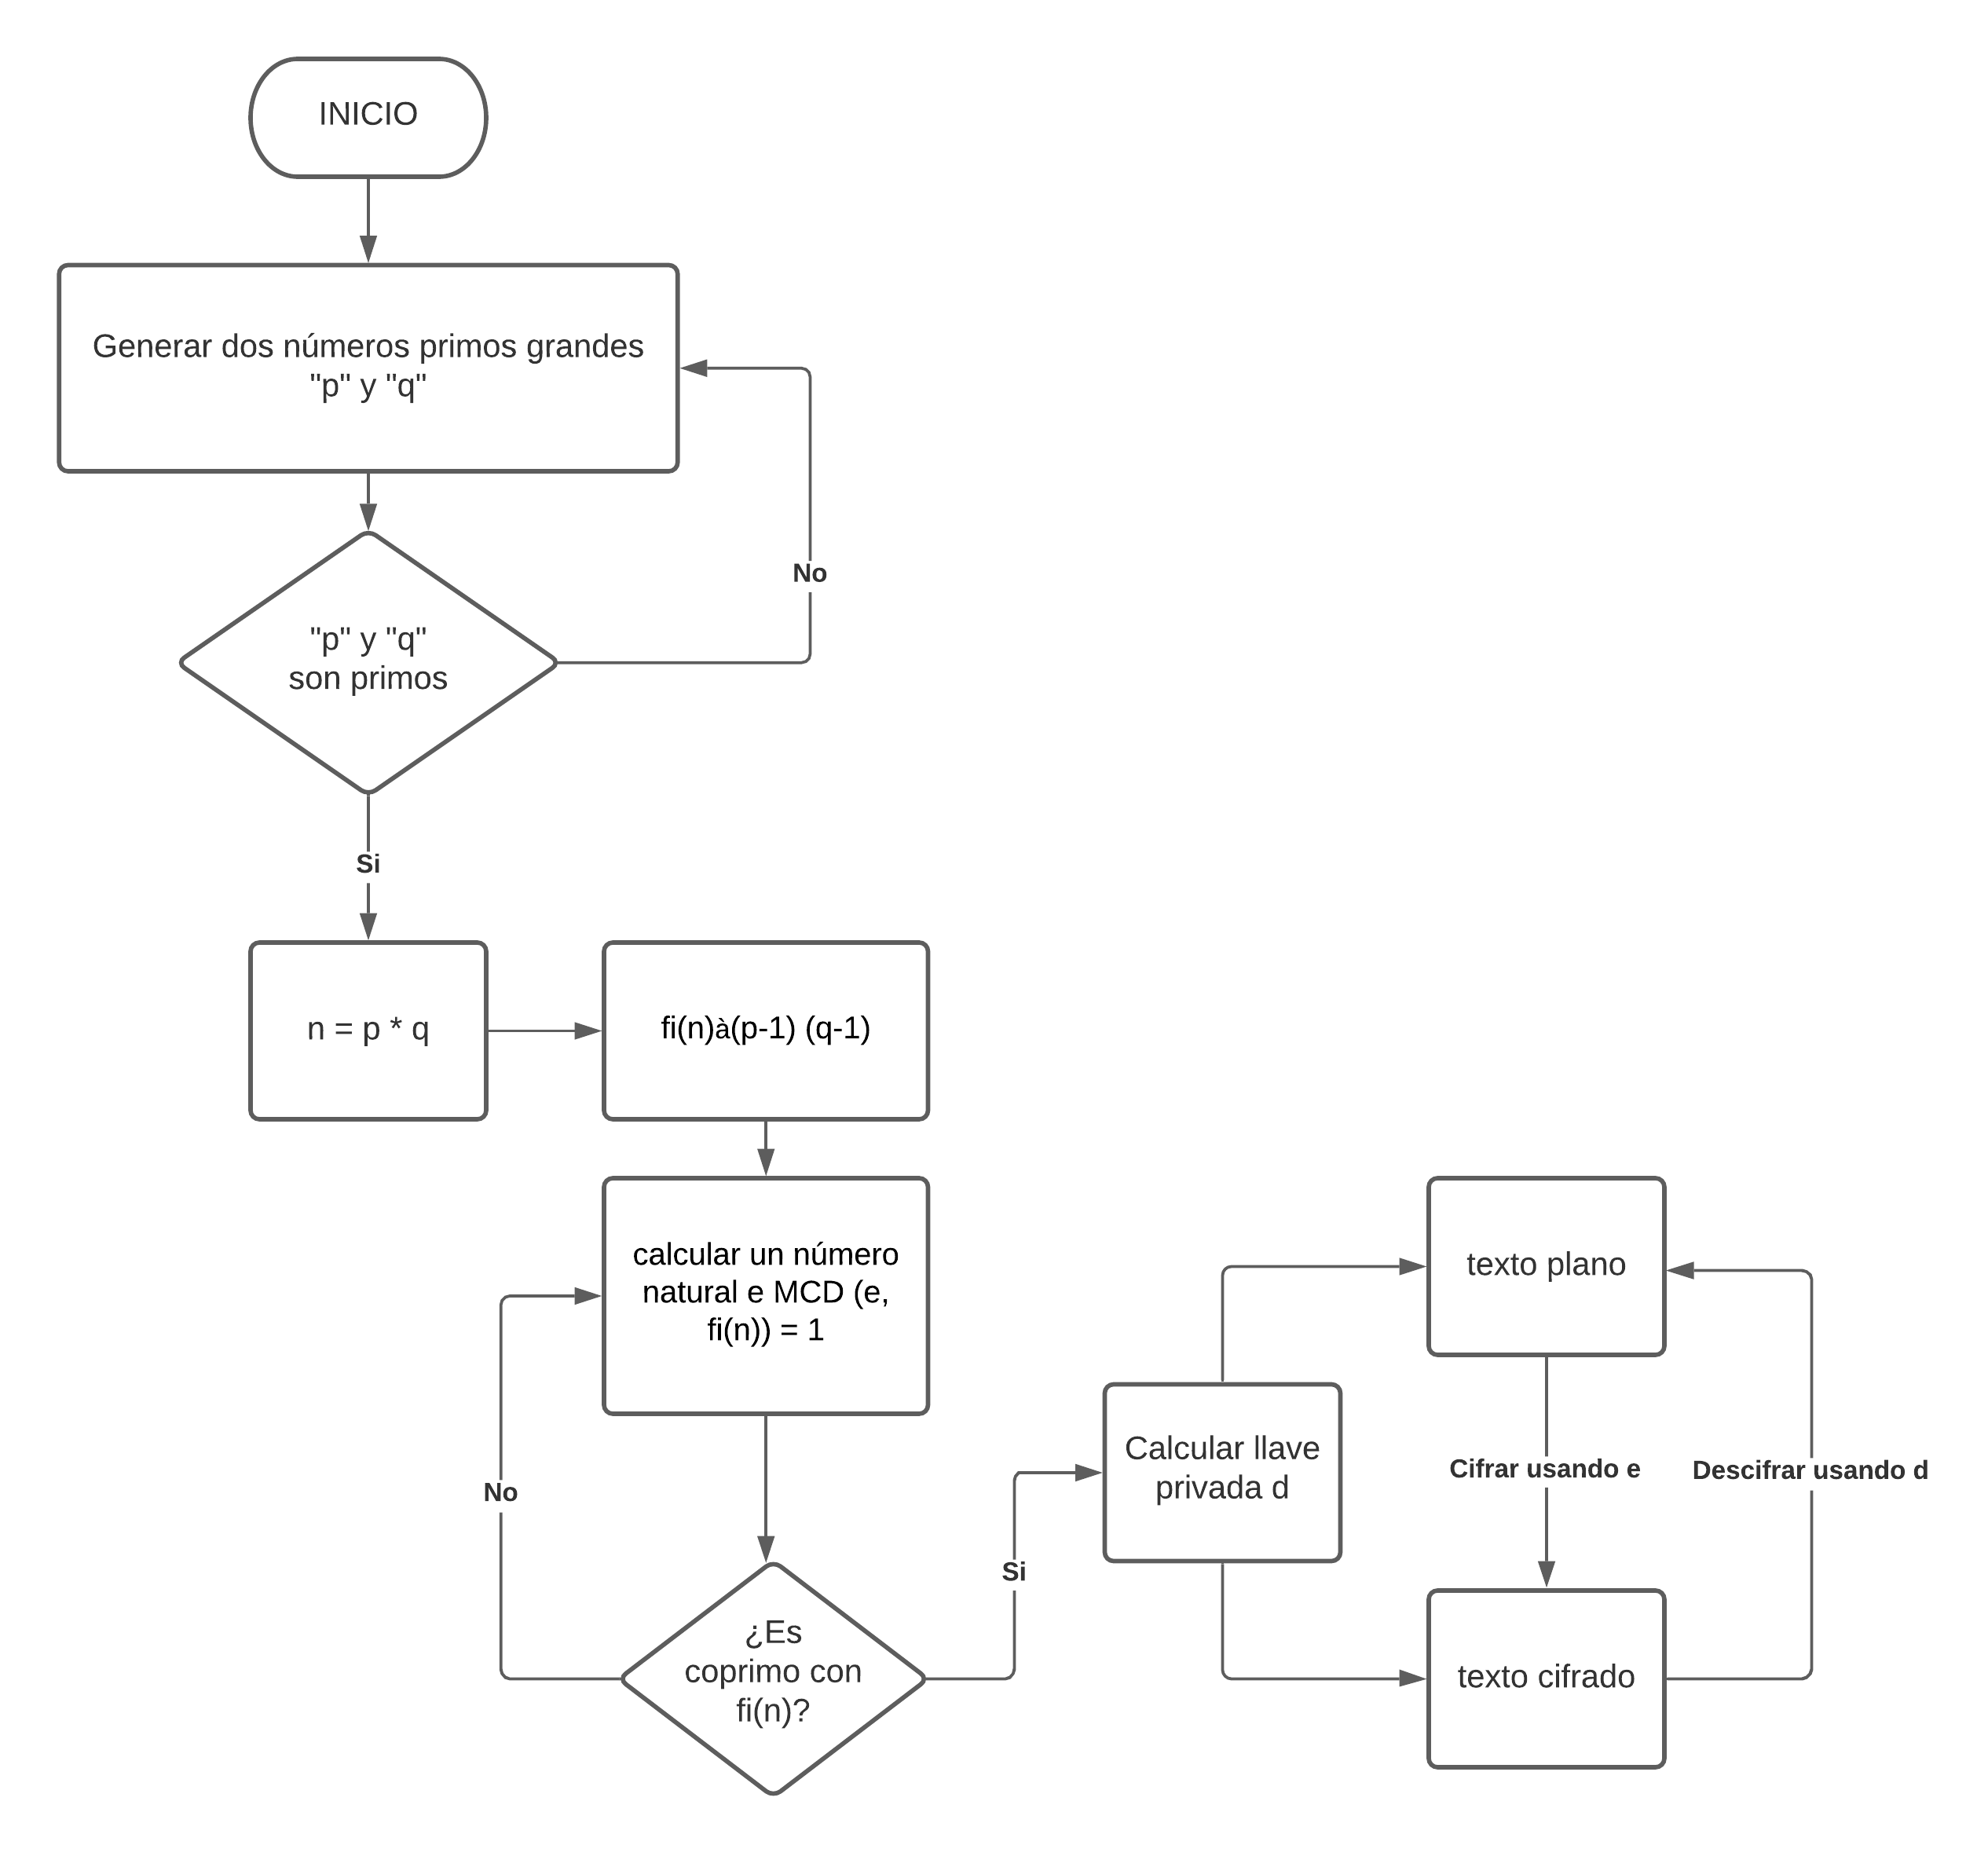 INICIO
Generar dos números primos grandes
"p" y "q"
No
"p" y "q"
son primos
Si
n = p * q
fi(n)à(p-1) (q-1)
calcular un número
natural e MCD (e,
fi(n)) = 1
No
¿Es
coprimo con
fi(n)?
Si
Calcular llave
privada d
texto plano
Cifrar usando e
Descifrar usando d
texto cifrado